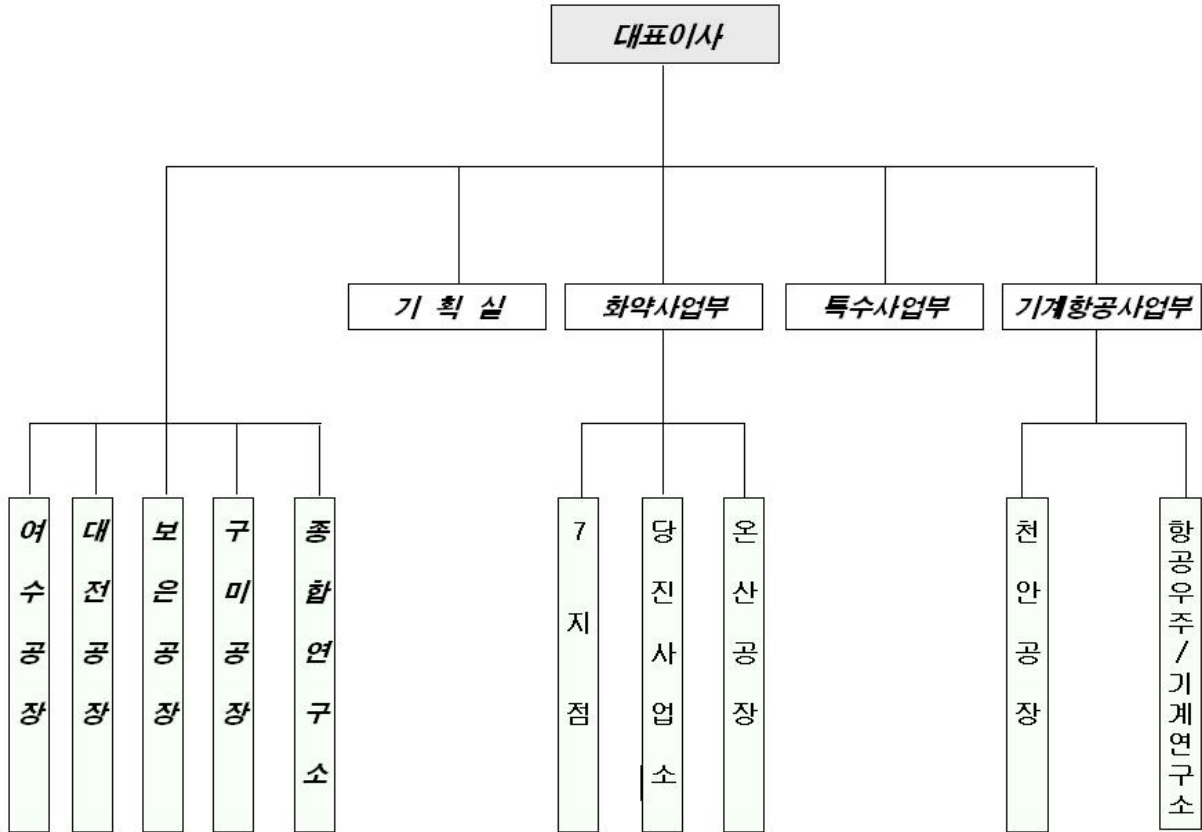 대표이사
기 획 실
화약사업부
특수사업부
기계항공사업부
여수공장
대전공장
보은공장
구미공장
종합연구소
7지점
당진사업소
온산공장
천안공장
항공우주/기계연구소